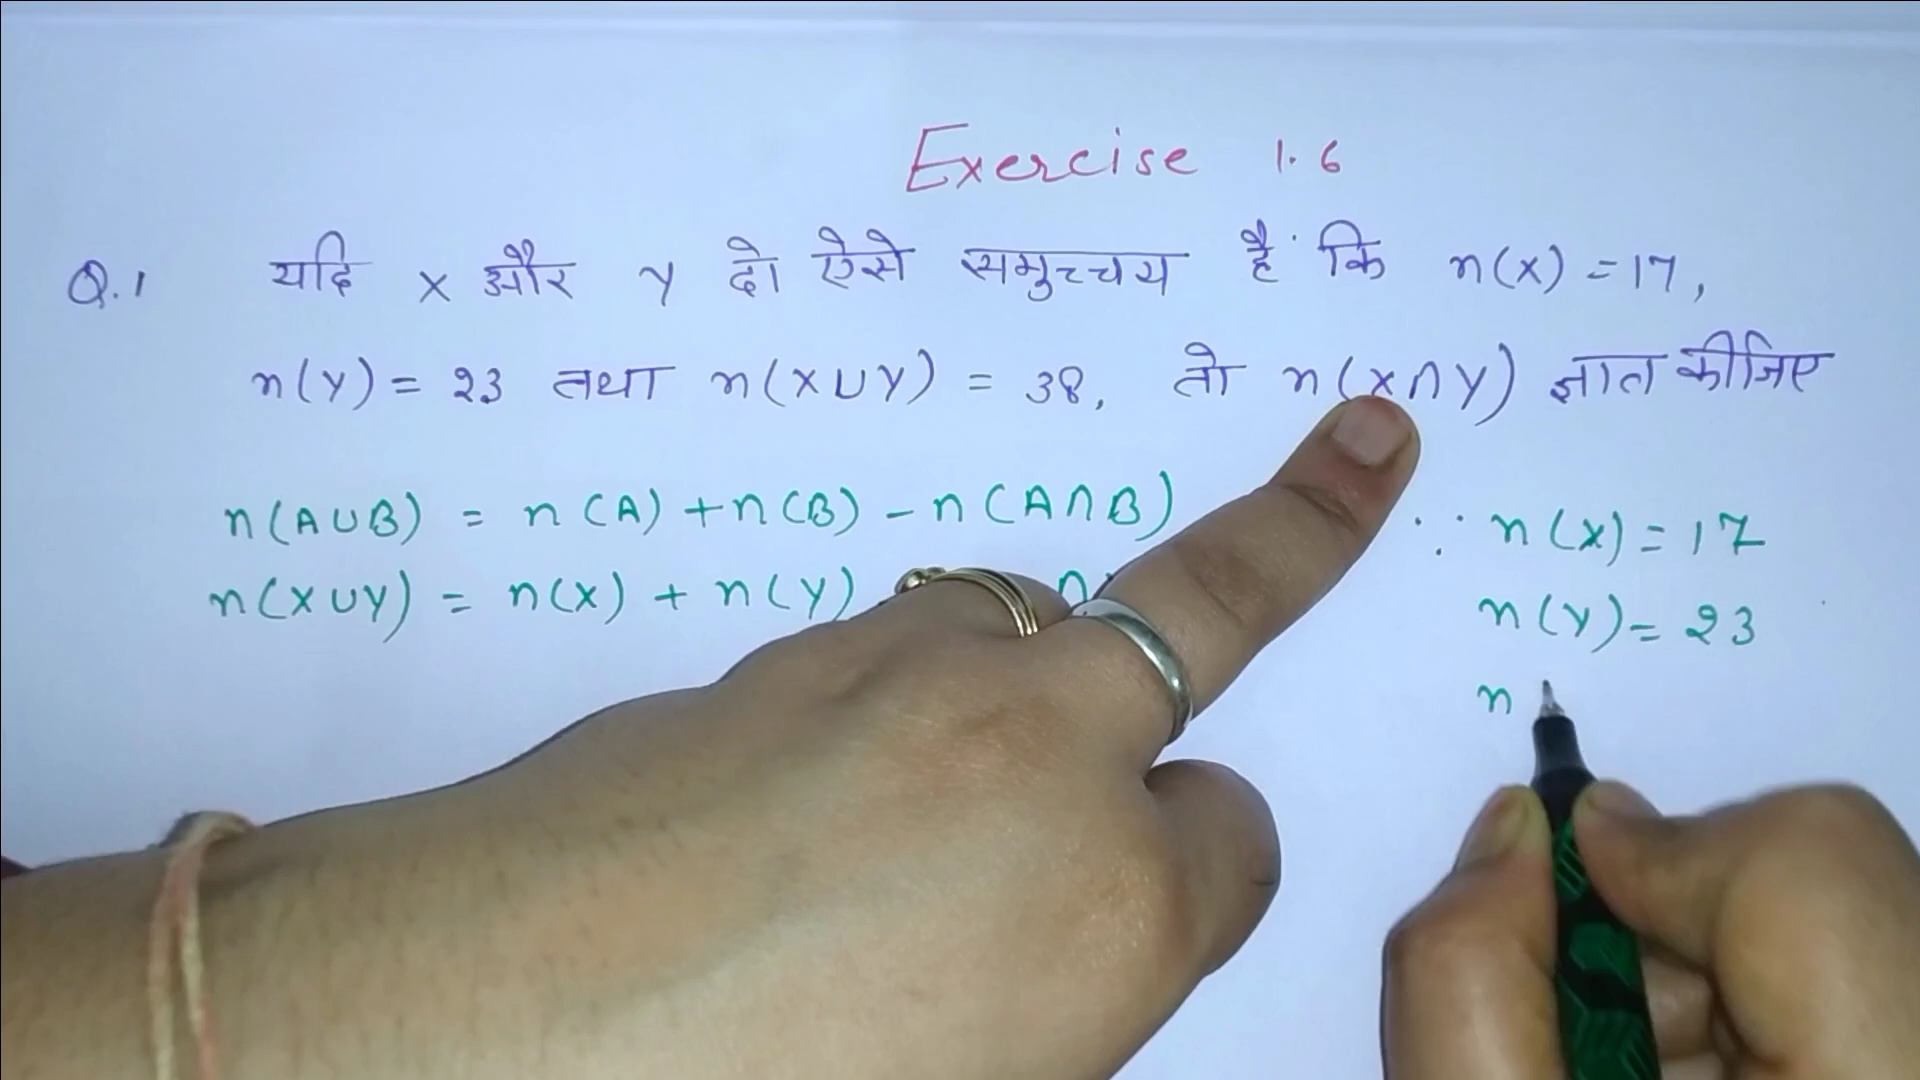 Exercise 1.6
Q.1 यदि X और Y दो ऐसे समुच्चय हैं कि n(X) = 17,
n(Y) = 23 तथा n(X∪Y) = 38, तो n(X∩Y) ज्ञात कीजिए
n(A∪B) = n(A) + n(B) - n(A∩B)
n(X∪Y) = n(X) + n(Y)
∵ n(X) = 17
n(Y) = 23
n